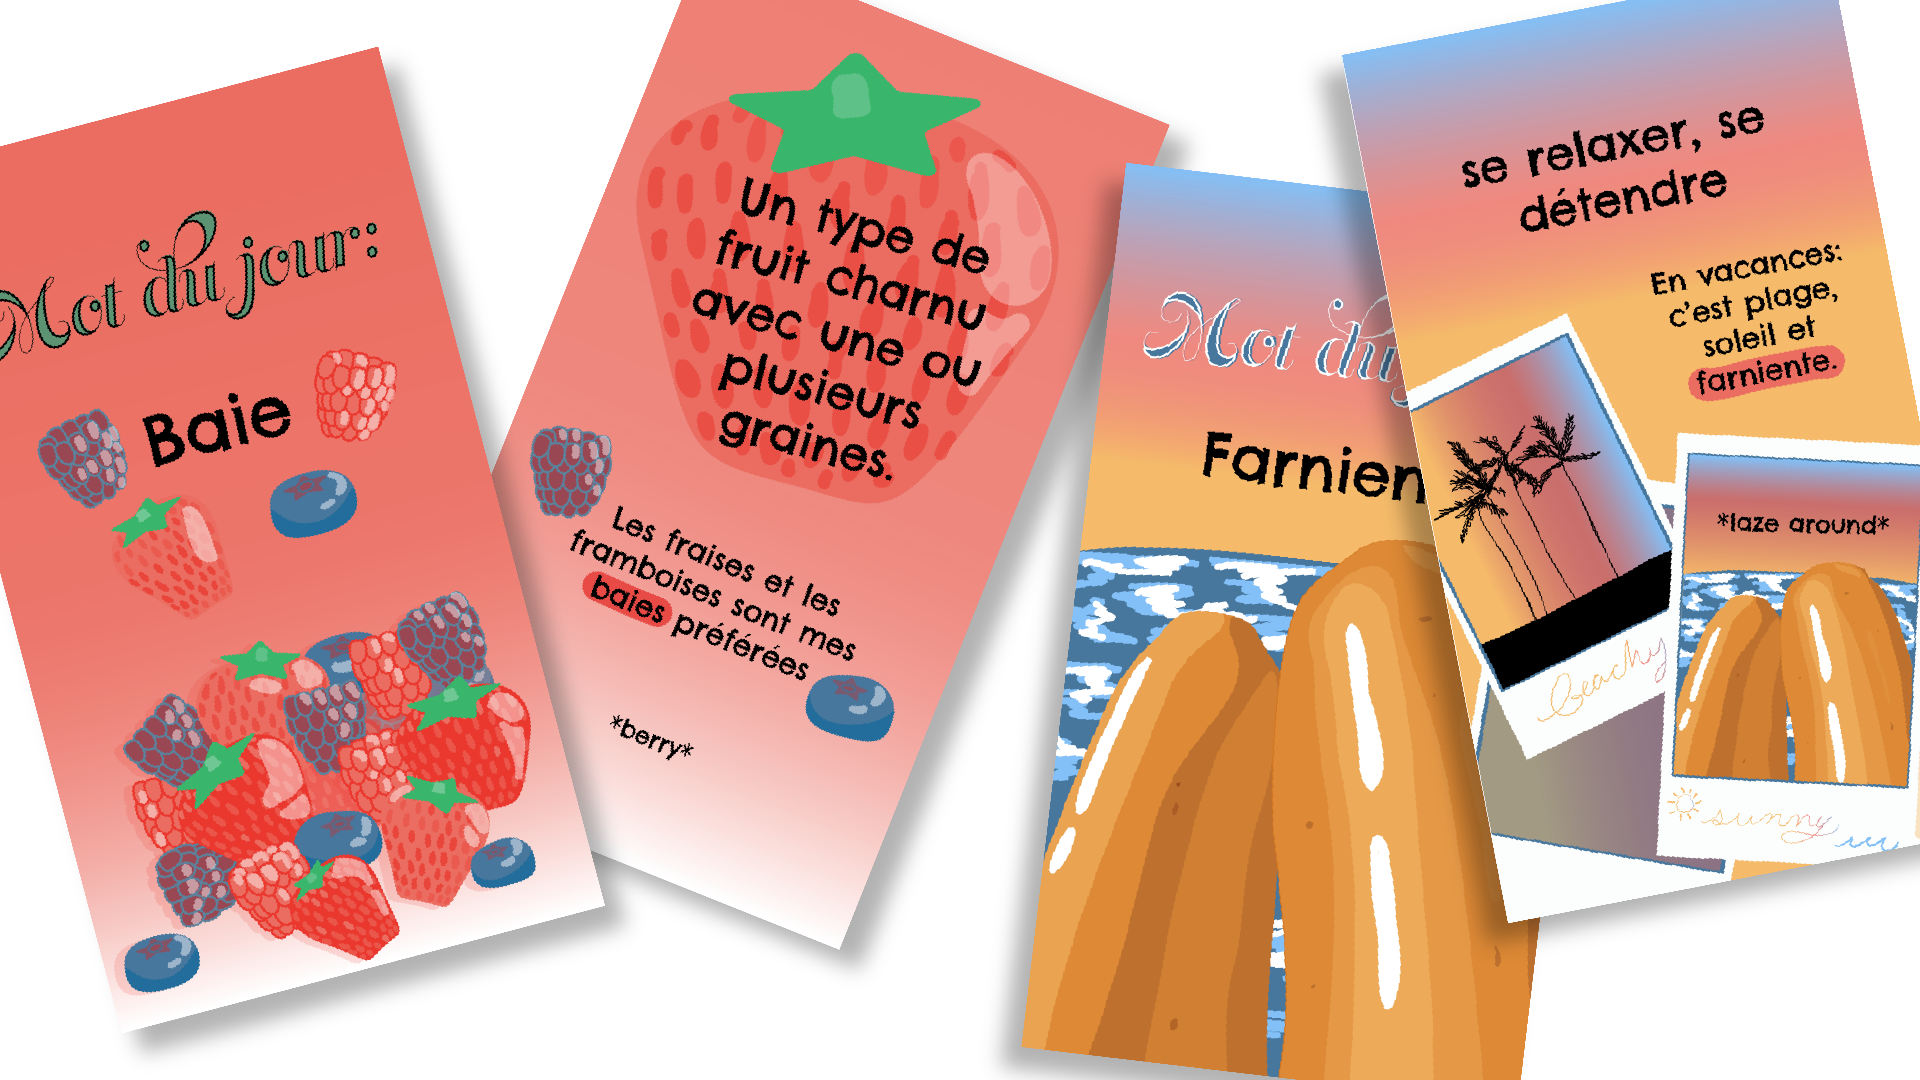 Mot du jour:
Baie
Un type de
fruit charnu
avec une ou
plusieurs
graines.
Les fraises et les
framboises sont mes
baies préférées
*berry*
Mot du
Farnien
se relaxer, se
détendre
En vacances:
c'est plage,
soleil et
farniente.
*laze around*
beachy
sunny